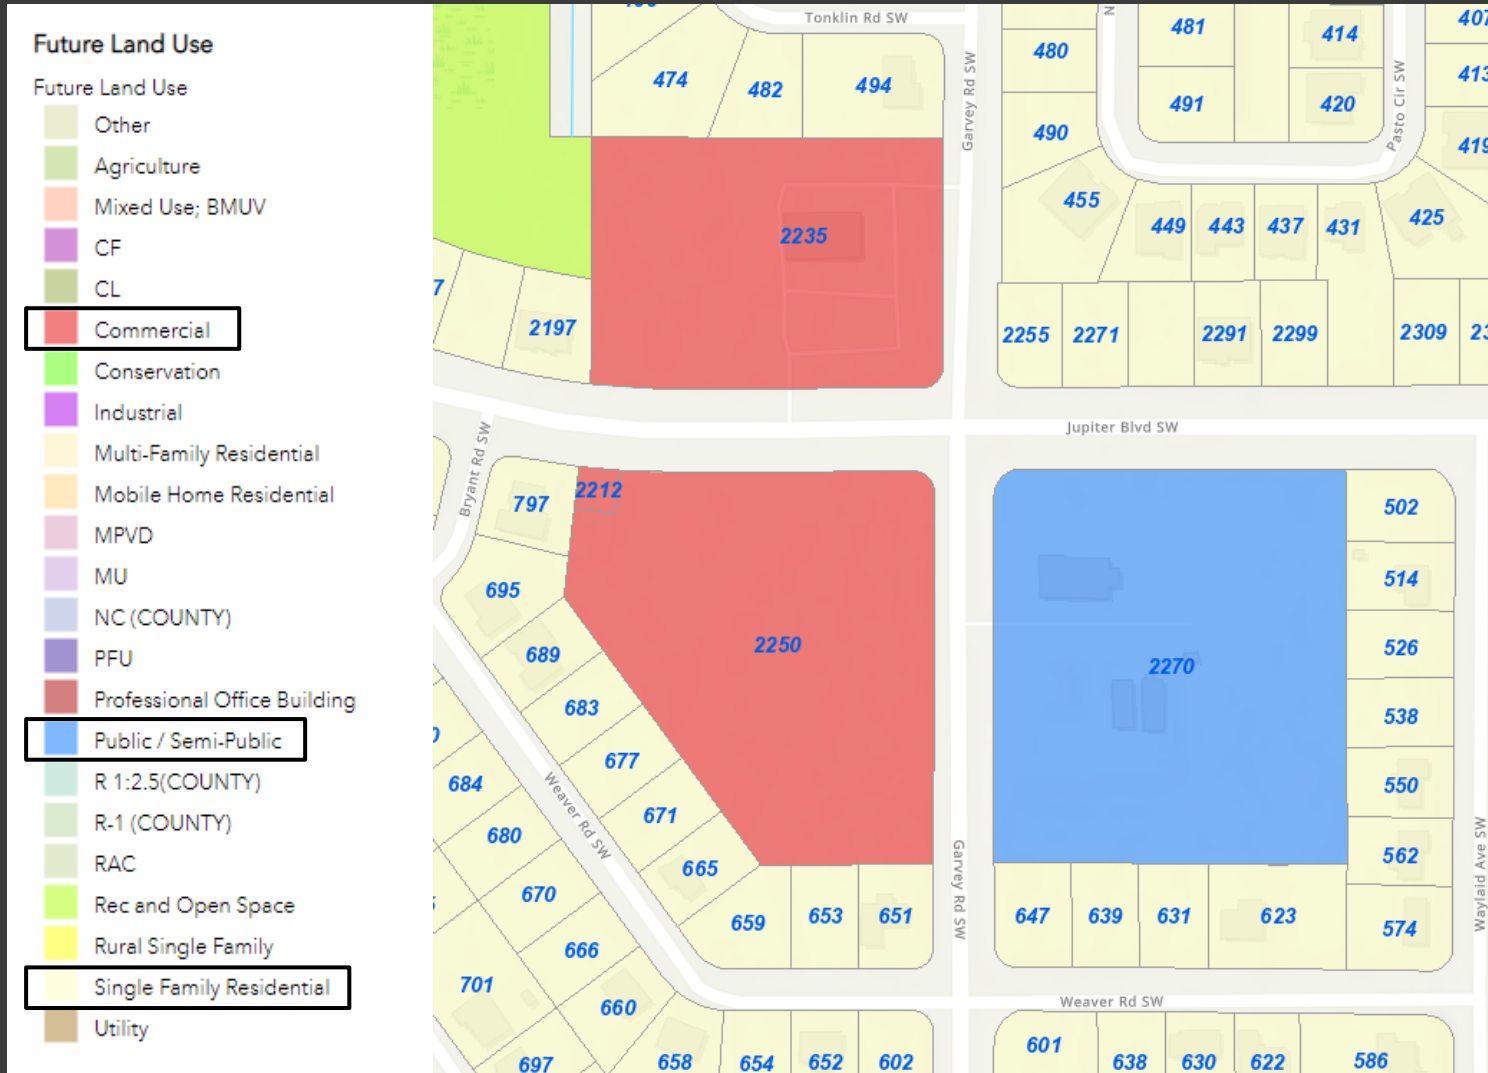 Future Land Use
Future Land Use
Other
Agriculture
Mixed Use; BMUV
CF
CL
Commercial
Conservation
Industrial
Multi-Family Residential
Mobile Home Residential
MPVD
MU
NC (COUNTY)
PFU
Professional Office Building
Public / Semi-Public
R 1:2.5(COUNTY)
R-1 (COUNTY)
RAC
Rec and Open Space
Rural Single Family
Single Family Residential
Utility
Tonklin Rd SW
474
482
494
Garvey Rd SW
N
480
490
481
491
414
420
Pasto Cir SW
407
413
419
455
449
443
437
431
425
2235
7
2197
2255
2271
2291
2299
2309
23
Jupiter Blvd SW
Bryant Rd SW
797
2212
695
689
683
677
671
665
659
653
651
2250
2270
502
514
526
538
550
562
574
647
639
631
623
Garvey Rd SW
Waylaid Ave SW
Weaver Rd SW
684
680
670
666
660
701
697
658
654
652
602
Weaver Rd SW
601
638
630
622
586